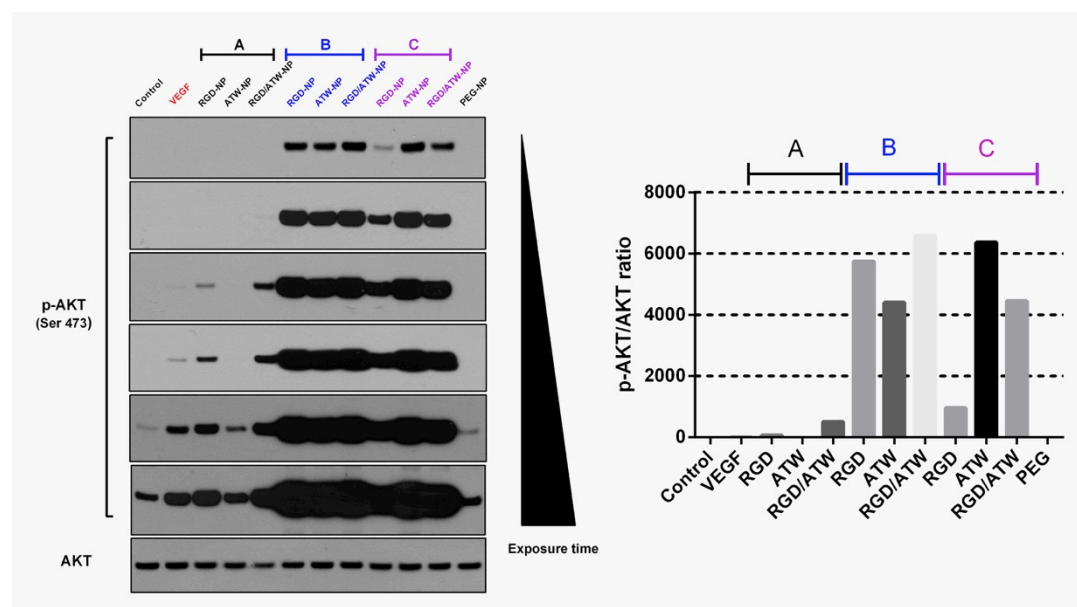 A
B
C
Control
VEGF
RGD-NP
ATW-NP
RGD/ATW-NP
RGD-NP
ATW-NP
RGD/ATW-NP
RGD-NP
ATW-NP
RGD/ATW-NP
PEG-NP
p-AKT
(Ser 473)
AKT
Exposure time
A
B
C
p-AKT/AKT ratio
8000
6000
4000
2000
0
Control
VEGF
RGD
ATW
RGD/ATW
RGD
ATW
RGD/ATW
RGD
ATW
RGD/ATW
PEG